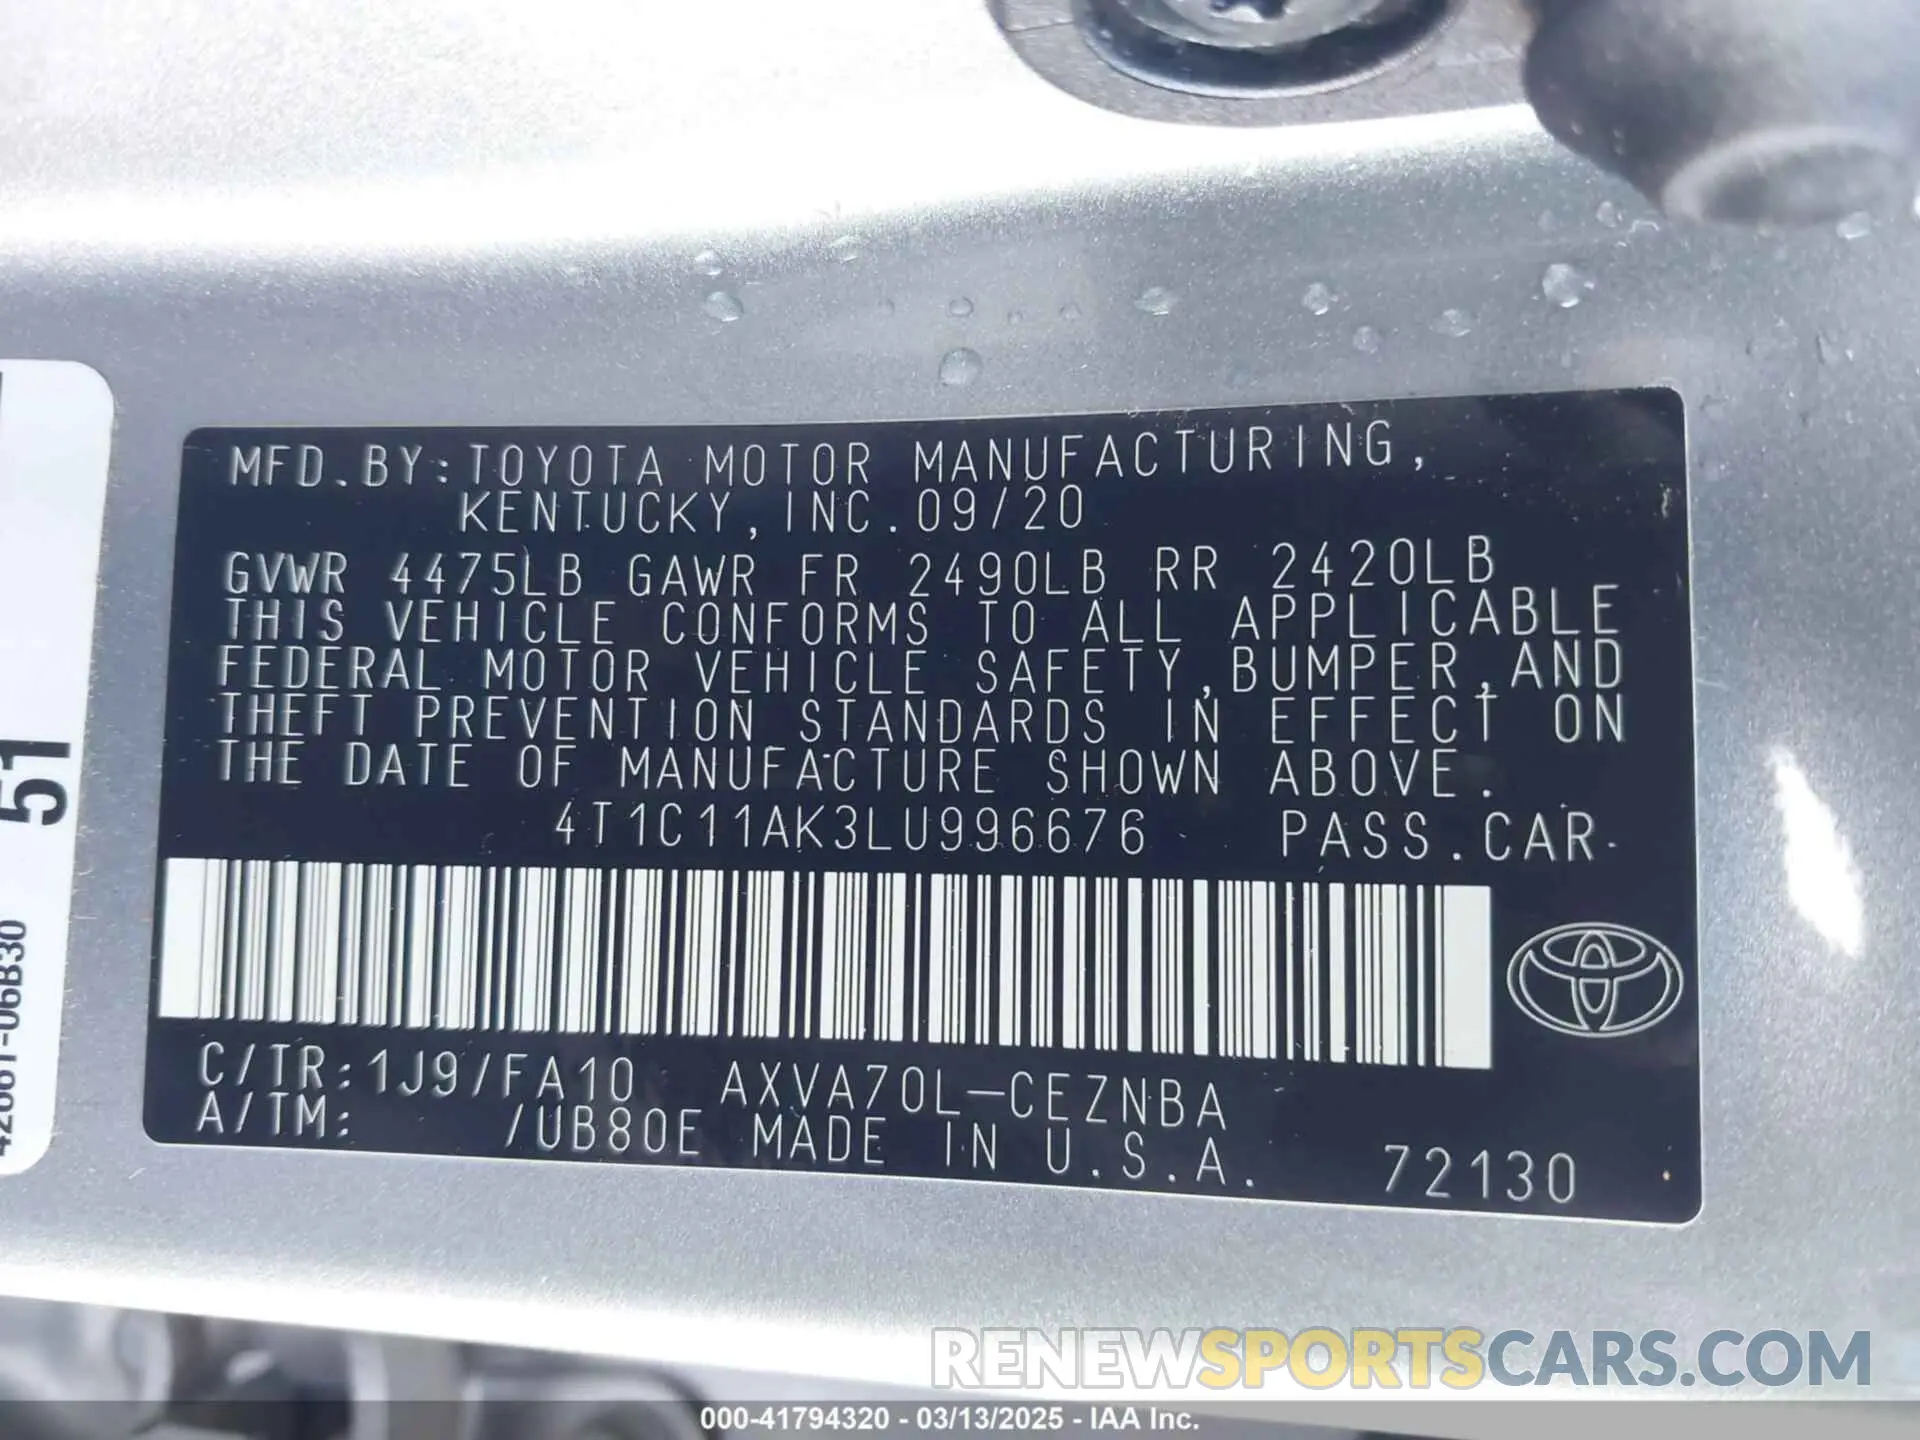 MFD.BY:TOYOTA MOTOR MANUFACTURING,
KENTUCKY,INC.09/20
GVWR 4475LB GAWR FR 2490LB RR 2420LB
THIS VEHICLE CONFORMS TO ALL APPLICABLE
FEDERAL MOTOR VEHICLE SAFETY,BUMPER,AND
THEFT PREVENTION STANDARDS IN EFFECT ON
THE DATE OF MANUFACTURE SHOWN ABOVE.
4T1C11AK3LU996676 PASS.CAR
C/TR:1J9/FA10 AXVA70L-CEZNBA
A/TM: /UB80E MADE IN U.S.A. 72130
51
RENEWSPORTSCARS.COM
000-41794320 - 03/13/2025 - IAA Inc.